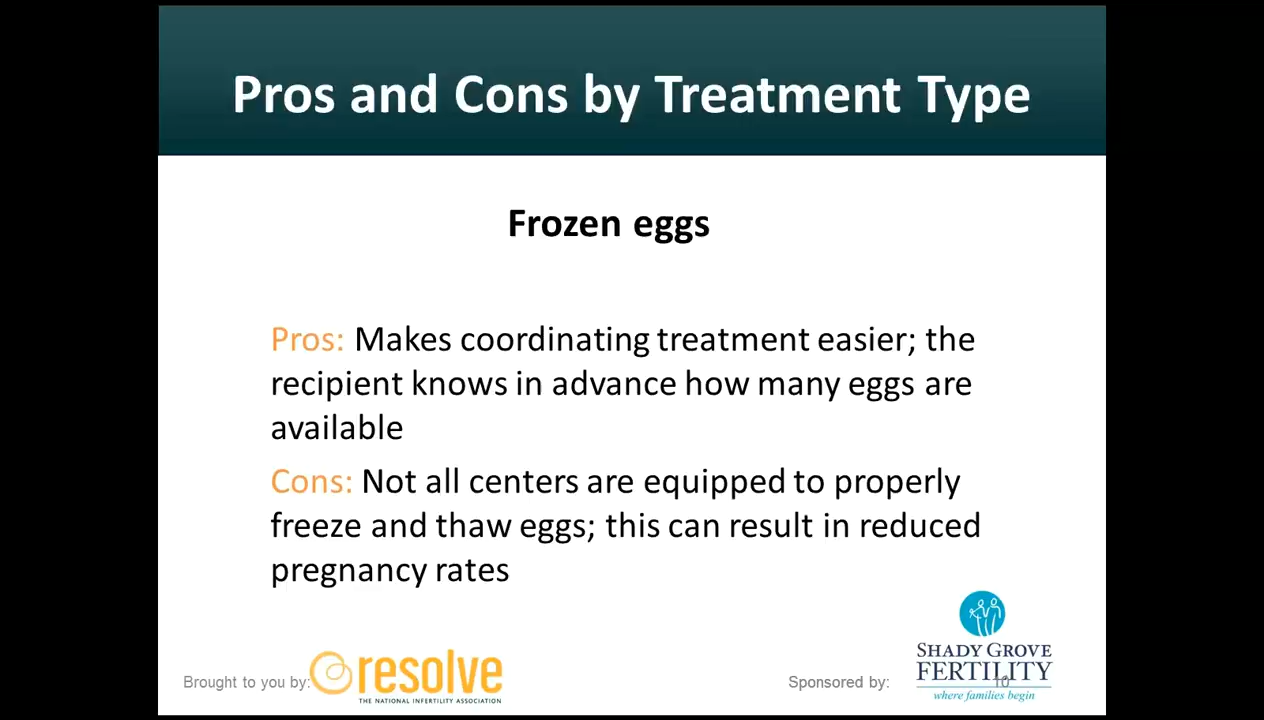 Pros and Cons by Treatment Type
Frozen eggs
Pros: Makes coordinating treatment easier; the
recipient knows in advance how many eggs are
available
Cons: Not all centers are equipped to properly
freeze and thaw eggs; this can result in reduced
pregnancy rates
Brought to you by:
resolve
THE NATIONAL INFERTILITY ASSOCIATION
Sponsored by:
SHADY GROVE
FERTILITY
10
where families begin